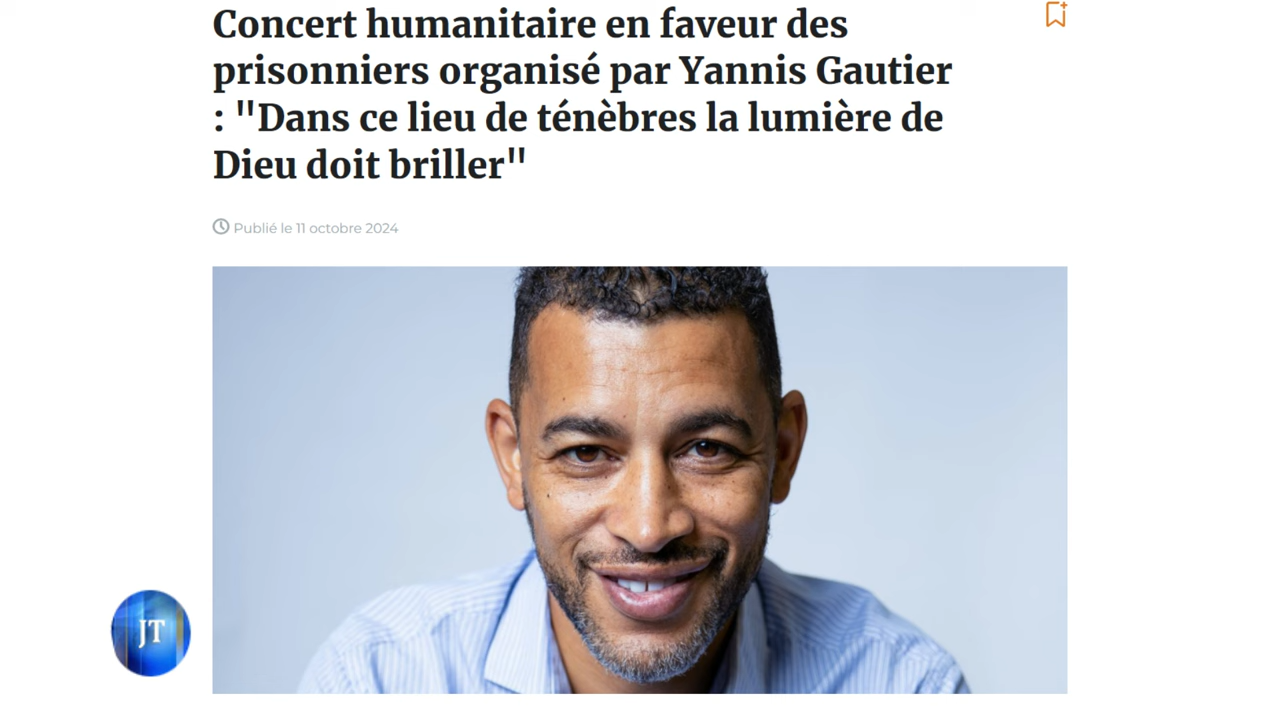 Concert humanitaire en faveur des
prisonniers organisé par Yannis Gautier
: "Dans ce lieu de ténèbres la lumière de
Dieu doit briller"
Publié le 11 octobre 2024
JT